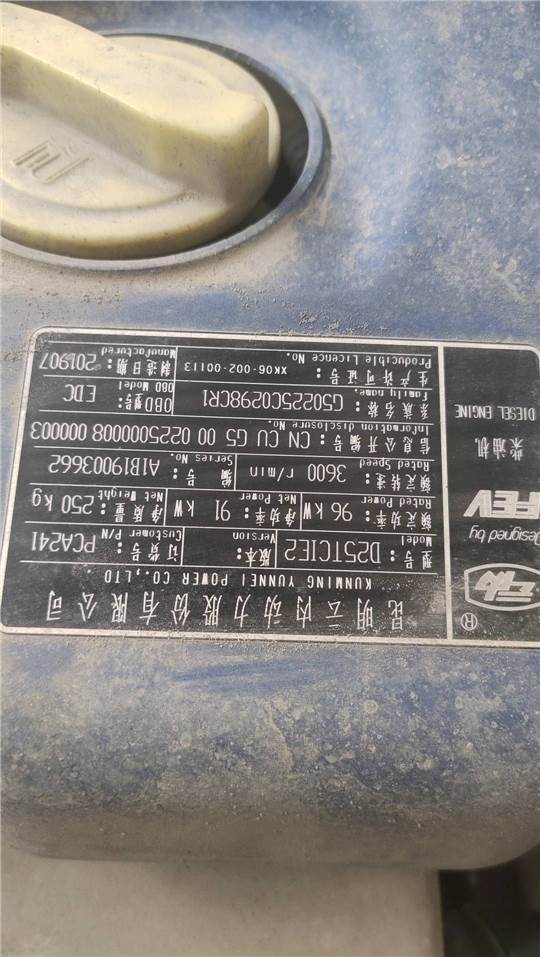 ®
Designed by
FEV
柴油机
DIESEL ENGINE
昆明云内动力股份有限公司
KUNMING YUNNEI POWER CO.,LTD
型号： D25TCIE2 版本： 订货号： PCA241
Model Version Customer P/N
额定功率： 96 kW 净功率： 91 kW 净质量： 250 kg
Rated Power Net Power Net Weight
额定转速： 3600 r/min 编号： A1B19003662
Rated Speed Series No.
信息公开编号： CN CU G5 00 0225000008 000003
Information disclosure No.
系族名称： G50225C0298CR1 OBD型号： EDC
Family name. OBD Model
生产许可证号： XK06-002-00113 制造日期： 201907
Producible Licence No. Manufactured